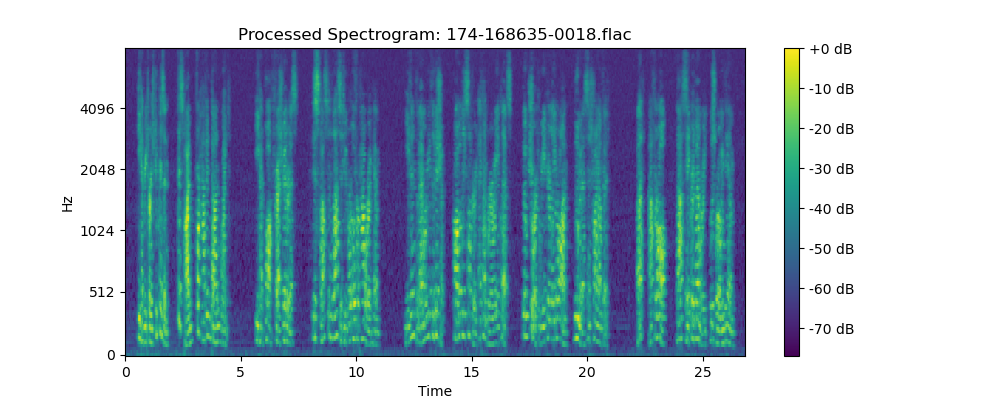 Processed Spectrogram: 174-168635-0018.flac
+0 dB
4096
-10 dB
-20 dB
2048
-30 dB
Hz
1024
-40 dB
-50 dB
512
-60 dB
-70 dB
0
0 5 10 15 20 25
Time